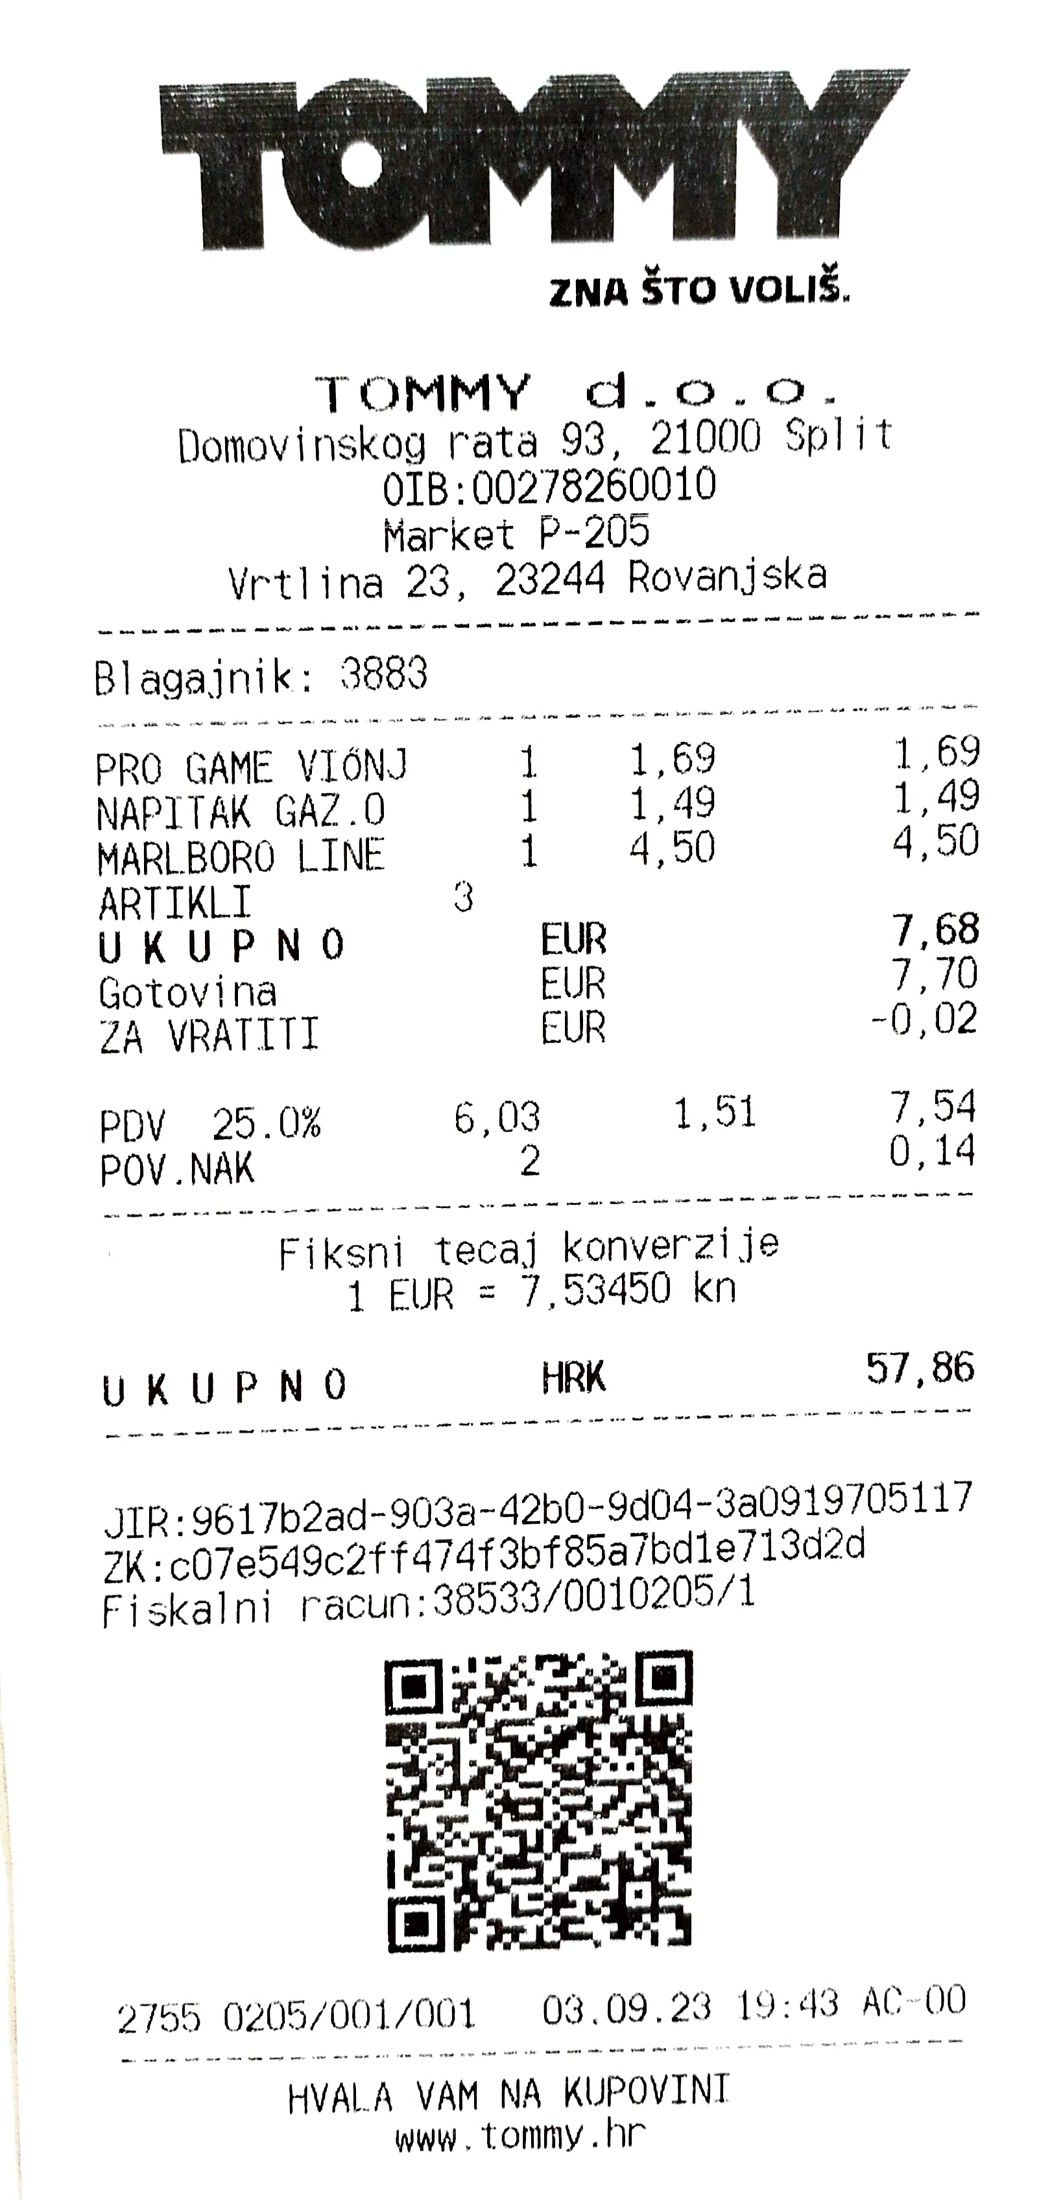 TOMMY
ZNA ŠTO VOLIŠ.
TOMMY d.o.o.
Domovinskog rata 93, 21000 Split
OIB:00278260010
Market P-205
Vrtlina 23, 23244 Rovanjska
Blagajnik: 3883
PRO GAME VIŐNJ 1 1,69 1,69
NAPITAK GAZ.O 1 1,49 1,49
MARLBORO LINE 1 4,50 4,50
ARTIKLI 3
U K U P N O EUR 7,68
Gotovina EUR 7,70
ZA VRATITI EUR -0,02
PDV 25.0% 6,03 1,51 7,54
POV.NAK 2 0,14
Fiksni tecaj konverzije
1 EUR = 7,53450 kn
U K U P N O HRK 57,86
JIR:9617b2ad-903a-42b0-9d04-3a0919705117
ZK:c07e549c2ff474f3bf85a7bd1e713d2d
Fiskalni racun:38533/0010205/1
2755 0205/001/001 03.09.23 19:43 AC-00
HVALA VAM NA KUPOVINI
www.tommy.hr